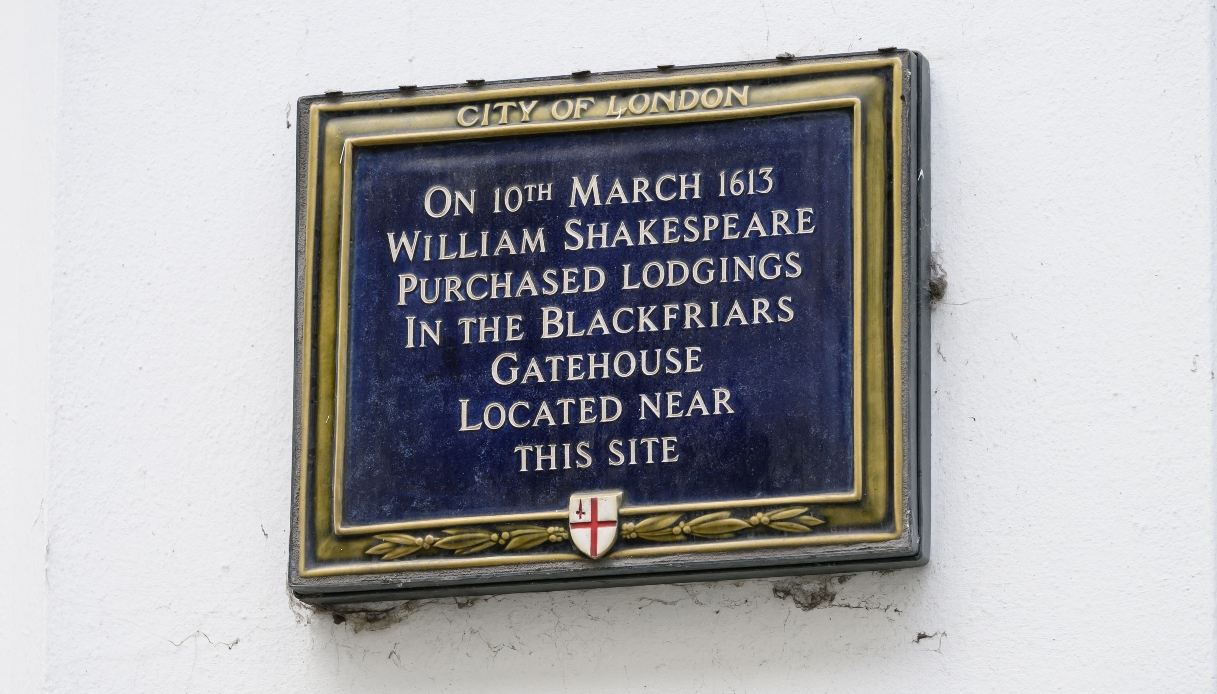 CITY OF LONDON
ON 10TH MARCH 1613
WILLIAM SHAKESPEARE
PURCHASED LODGINGS
IN THE BLACKFRIARS
GATEHOUSE
LOCATED NEAR
THIS SITE